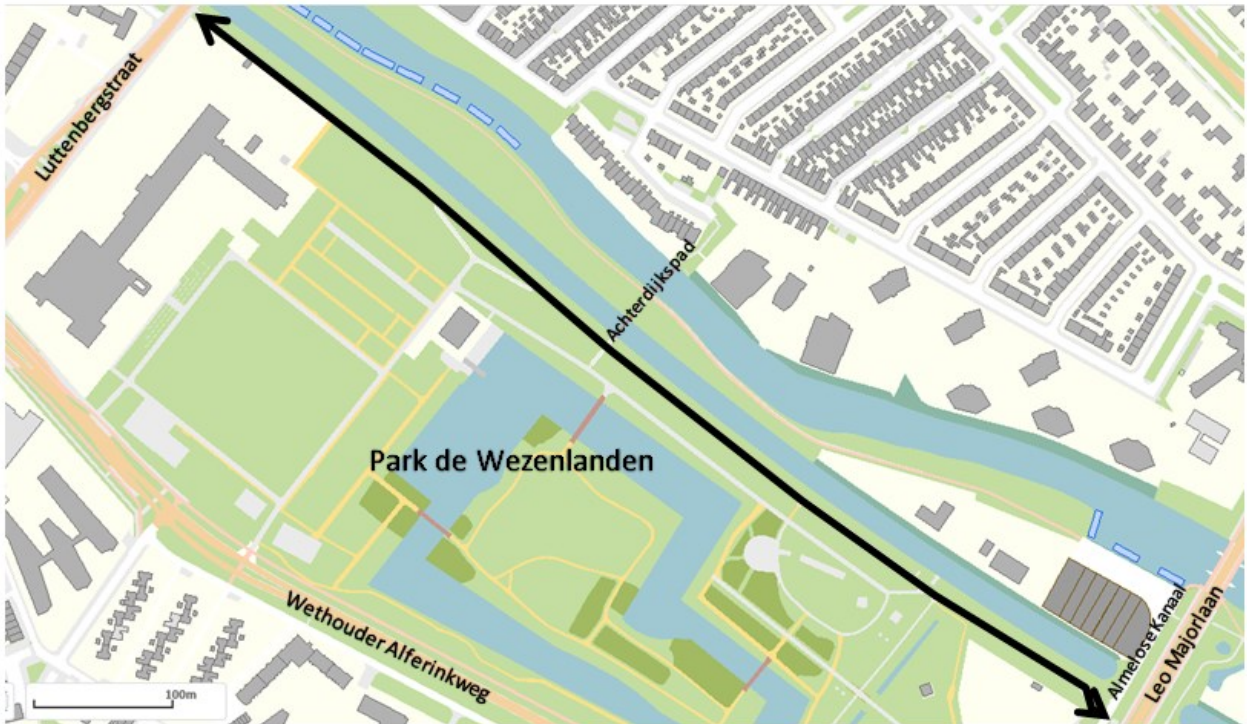 Luttenbergstraat
Achterdijkspad
Park de Wezenlanden
Wethouder Alferinkweg
Almelose Kanaal
Leo Majorlaan
100m